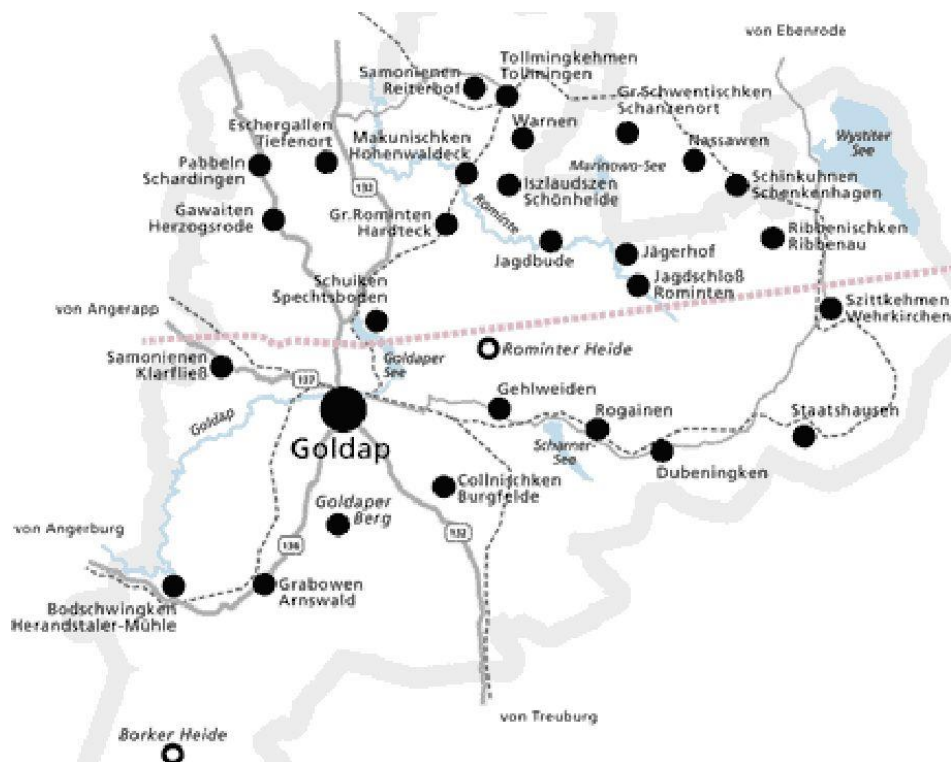 von Ebenrode
Tollmingkehmen
Tollmingen
Samonienen
Reiterhof
Gr.Schwentischken
Schanzenort
Warnen
Eschergallen
Tiefenort
Makunischken
Hohenwaldeck
Nassawen
Wystiter
See
Marinowo-See
Pabbeln
Schardingen
132
Iszlaudszen
Schönheide
Schinkuhnen
Schenkenhagen
Rominte
Gawaiten
Herzogsrode
Gr.Rominten
Hardteck
Ribbenischken
Ribbenau
Jagdbude
Jägerhof
Schuiken
Spechtsboden
Jagdschloß
Rominten
von Angerapp
Szittkehmen
Wehrkirchen
Samonienen
Klarfließ
Goldaper
See
Rominter Heide
137
Gehlweiden
Goldap
Rogainen
Staatshausen
Goldap
Scharner-
See
Dubeningken
Collnischken
Burgfelde
Goldaper
Berg
von Angerburg
136
132
Grabowen
Arnswald
Bodschwingken
Herandstaler-Mühle
von Treuburg
Borker Heide